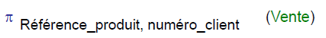 π Référence_produit, numéro_client (Vente)